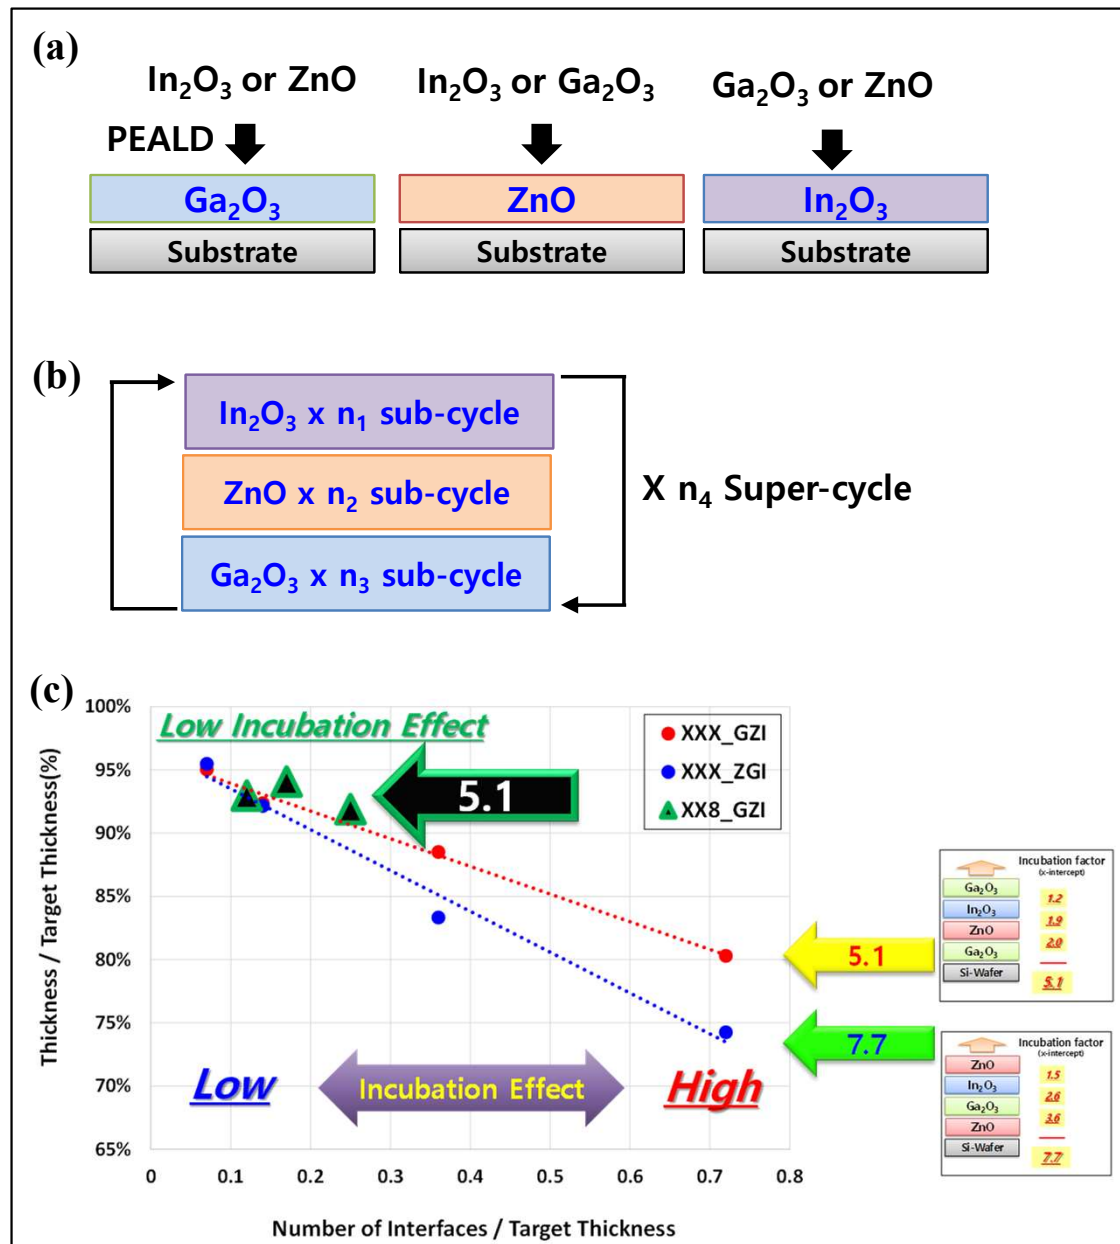 (a)
In₂O₃ or ZnO
In₂O₃ or Ga₂O₃
Ga₂O₃ or ZnO
PEALD
Ga₂O₃
ZnO
In₂O₃
Substrate
Substrate
Substrate
(b)
In₂O₃ x n₁ sub-cycle
ZnO x n₂ sub-cycle
Ga₂O₃ x n₃ sub-cycle
X n₄ Super-cycle
(c)
Thickness / Target Thickness(%)
100%
95%
90%
85%
80%
75%
70%
65%
Low Incubation Effect
5.1
XXX_GZI
XXX_ZGI
XX8_GZI
5.1
7.7
Low
Incubation Effect
High
0
0.1
0.2
0.3
0.4
0.5
0.6
0.7
0.8
Number of Interfaces / Target Thickness
Incubation factor
(x-intercept)
Ga₂O₃
1.2
In₂O₃
1.9
ZnO
2.0
Ga₂O₃
Si-Wafer
5.1
Incubation factor
(x-intercept)
ZnO
1.5
In₂O₃
2.6
Ga₂O₃
3.6
ZnO
Si-Wafer
7.7